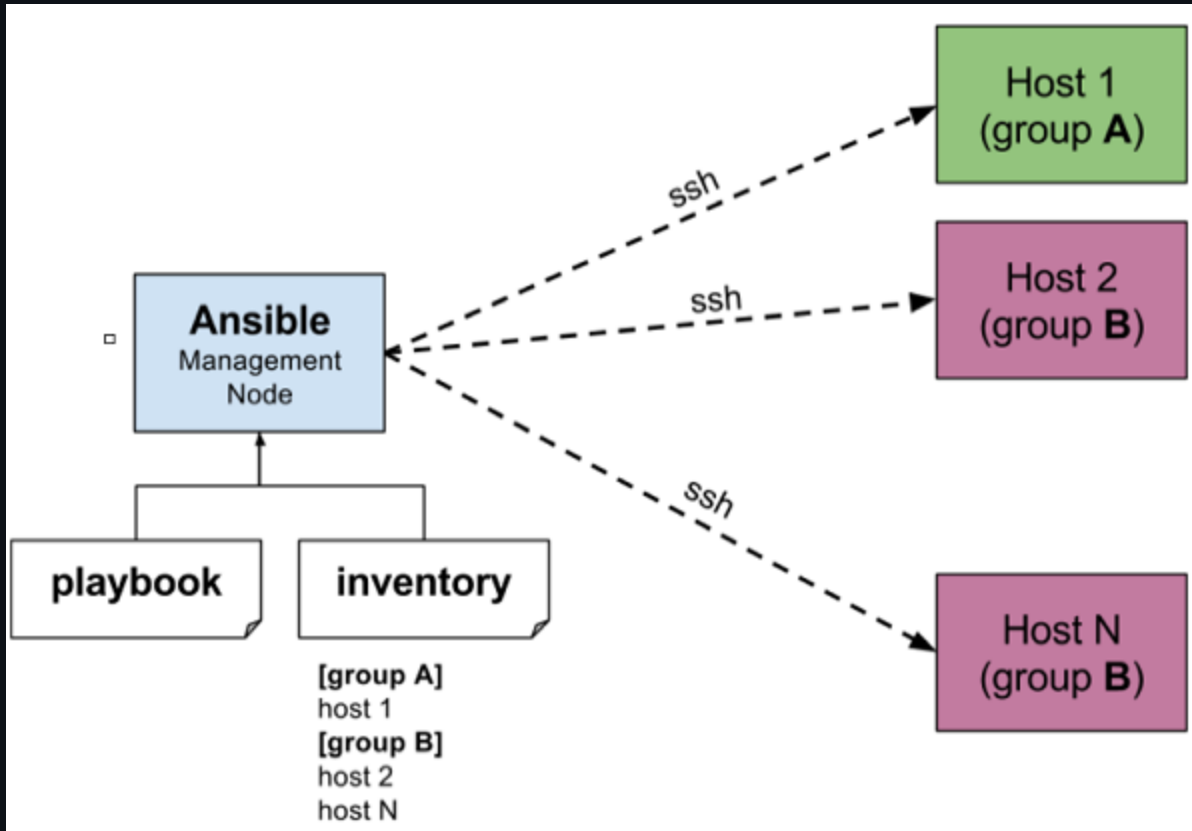 Host 1
(group A)
ssh
Host 2
(group B)
ssh
Ansible
Management
Node
ssh
playbook
inventory
Host N
(group B)
[group A]
host 1
[group B]
host 2
host N